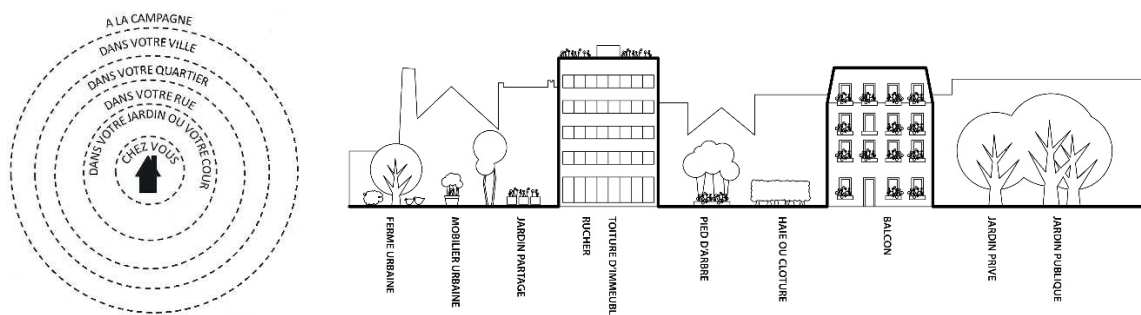 A LA CAMPAGNE
DANS VOTRE VILLE
DANS VOTRE QUARTIER
DANS VOTRE RUE
DANS VOTRE JARDIN OU VOTRE COUR
CHEZ VOUS
FERME URBAINE
MOBILIER URBAINE
JARDIN PARTAGE
RUCHER
TOITURE D'IMMEUBL
PIED D'ARBRE
HAIE OU CLOTURE
BALCON
JARDIN PRIVE
JARDIN PUBLIQUE